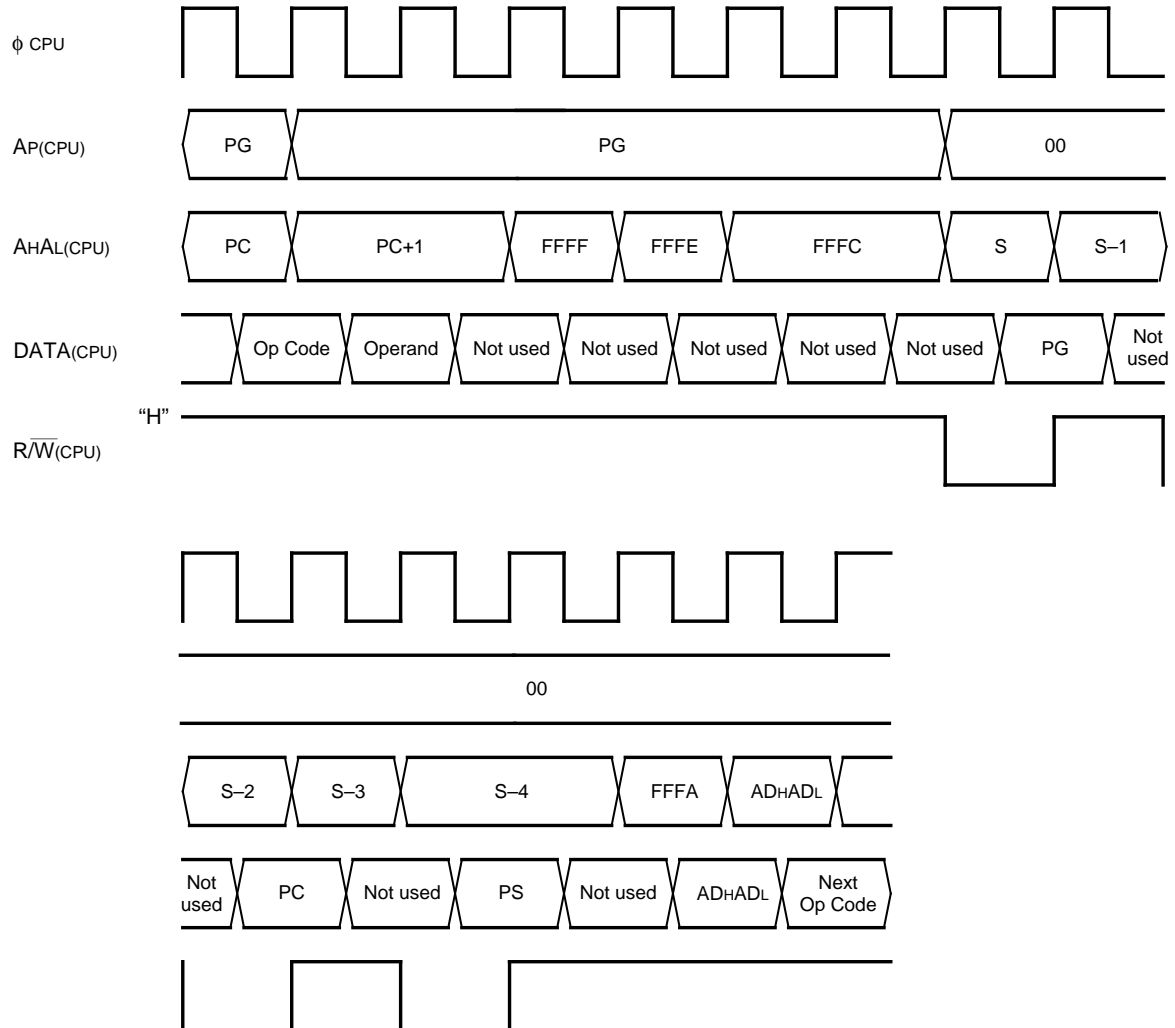 ϕ CPU
AP(CPU) PG PG 00
AHAL(CPU) PC PC+1 FFFF FFFE FFFC S S–1
DATA(CPU) Op Code Operand Not used Not used Not used Not used Not used PG Not used
“H”
R/W̅(CPU)
00
S–2 S–3 S–4 FFFA ADHADL
Not used PC Not used PS Not used ADHADL Next Op Code